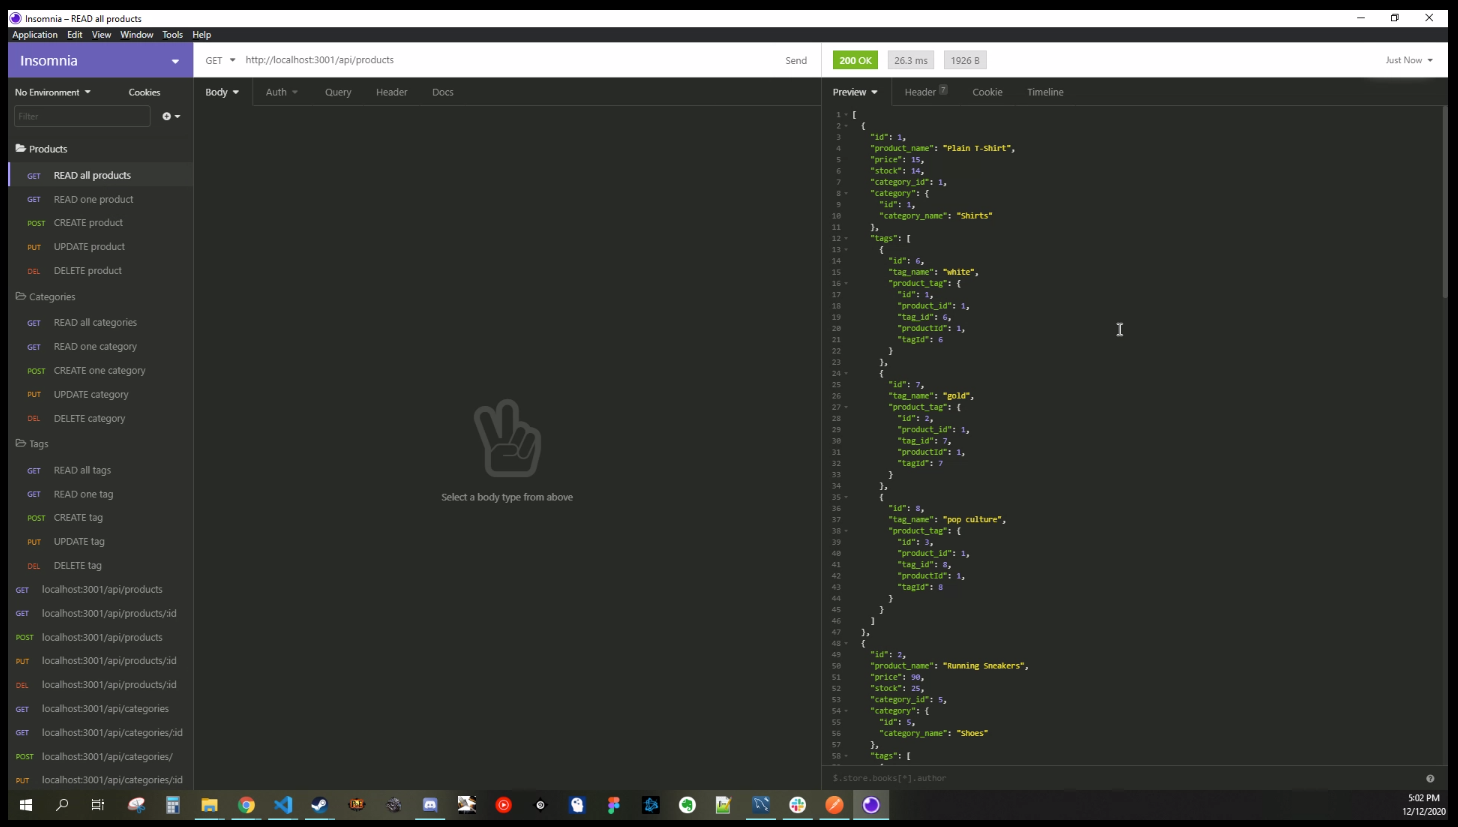 Insomnia – READ all products
Application Edit View Window Tools Help
Insomnia
GET http://localhost:3001/api/products Send
200 OK 26.3 ms 1926 B Just Now
No Environment Cookies
Body Auth Query Header Docs
Preview Header 7 Cookie Timeline
Filter
Products
GET READ all products
GET READ one product
POST CREATE product
PUT UPDATE product
DEL DELETE product
Categories
GET READ all categories
GET READ one category
POST CREATE one category
PUT UPDATE category
DEL DELETE category
Tags
GET READ all tags
GET READ one tag
POST CREATE tag
PUT UPDATE tag
DEL DELETE tag
GET localhost:3001/api/products
GET localhost:3001/api/products/:id
POST localhost:3001/api/products
PUT localhost:3001/api/products/:id
DEL localhost:3001/api/products/:id
GET localhost:3001/api/categories
GET localhost:3001/api/categories/:id
POST localhost:3001/api/categories/
PUT localhost:3001/api/categories/:id
Select a body type from above
1 [
2 {
3 "id": 1,
4 "product_name": "Plain T-Shirt",
5 "price": 15,
6 "stock": 14,
7 "category_id": 1,
8 "category": {
9 "id": 1,
10 "category_name": "Shirts"
11 },
12 "tags": [
13 {
14 "id": 6,
15 "tag_name": "white",
16 "product_tag": {
17 "id": 1,
18 "product_id": 1,
19 "tag_id": 6,
20 "productId": 1,
21 "tagId": 6
22 }
23 },
24 {
25 "id": 7,
26 "tag_name": "gold",
27 "product_tag": {
28 "id": 2,
29 "product_id": 1,
30 "tag_id": 7,
31 "productId": 1,
32 "tagId": 7
33 }
34 },
35 {
36 "id": 8,
37 "tag_name": "pop culture",
38 "product_tag": {
39 "id": 3,
40 "product_id": 1,
41 "tag_id": 8,
42 "productId": 1,
43 "tagId": 8
44 }
45 }
46 ]
47 },
48 {
49 "id": 2,
50 "product_name": "Running Sneakers",
51 "price": 90,
52 "stock": 25,
53 "category_id": 5,
54 "category": {
55 "id": 5,
56 "category_name": "Shoes"
57 },
58 "tags": [
$.store.books[*].author
5:02 PM
12/12/2020